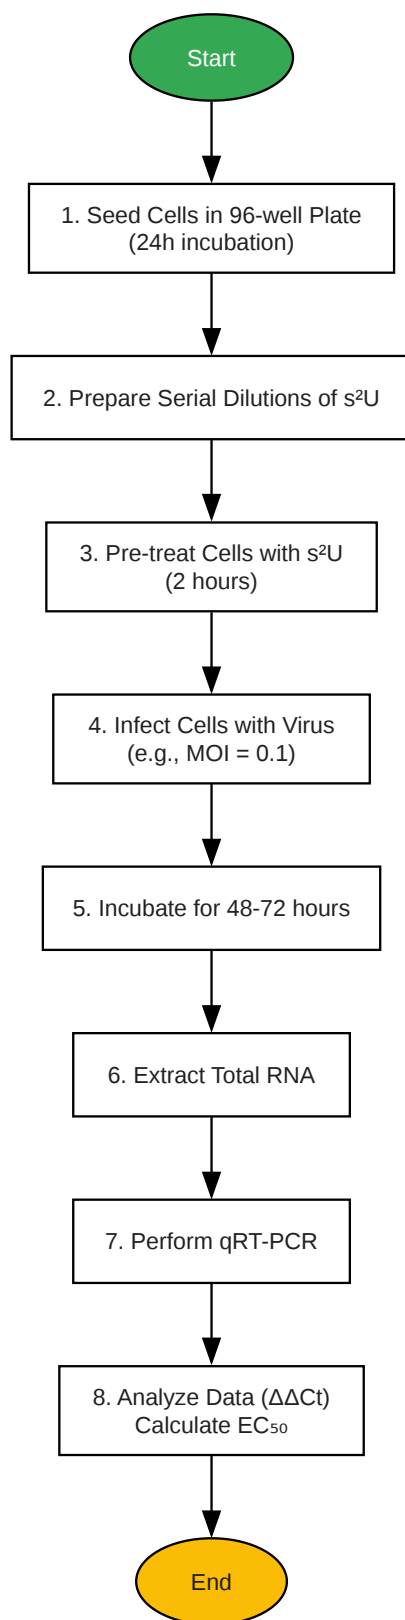 Start
1. Seed Cells in 96-well Plate
(24h incubation)
2. Prepare Serial Dilutions of s²U
3. Pre-treat Cells with s²U
(2 hours)
4. Infect Cells with Virus
(e.g., MOI = 0.1)
5. Incubate for 48-72 hours
6. Extract Total RNA
7. Perform qRT-PCR
8. Analyze Data (ΔΔCt)
Calculate EC₅₀
End